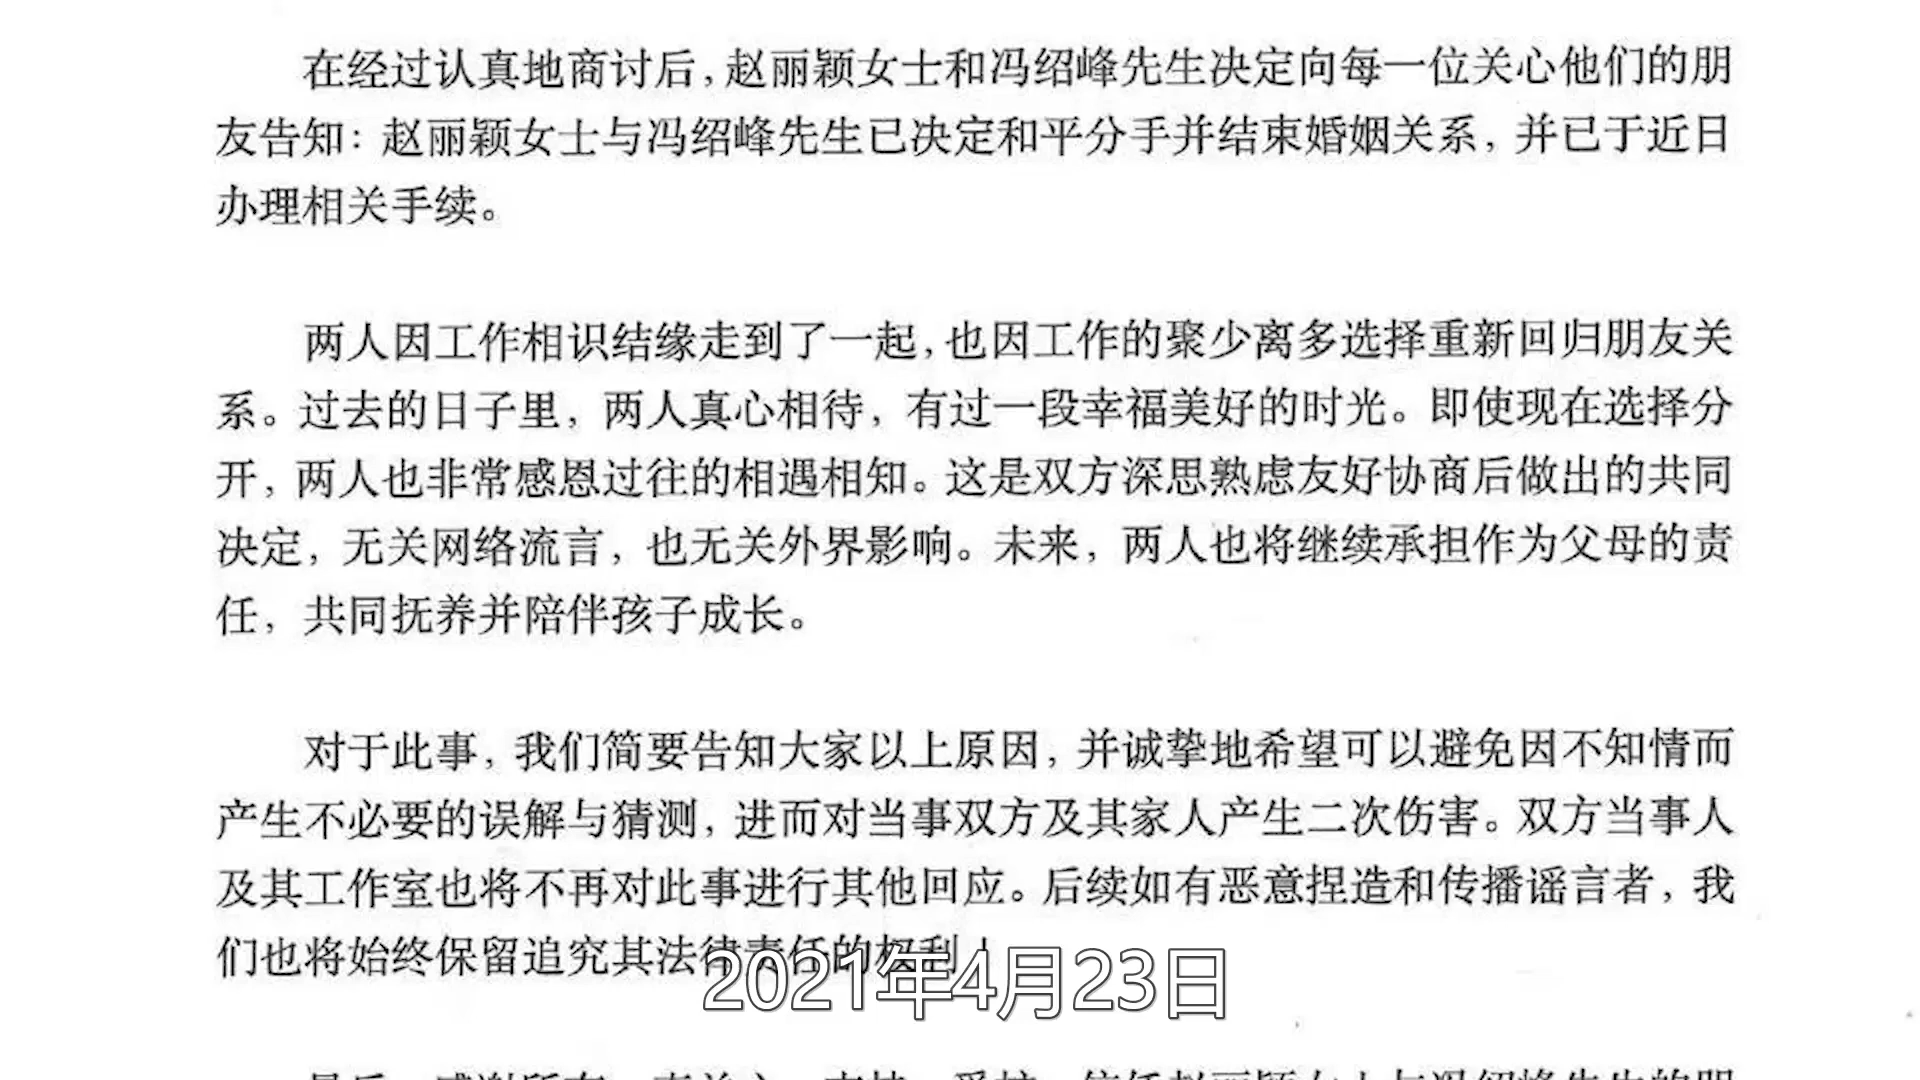 在经过认真地商讨后,赵丽颖女士和冯绍峰先生决定向每一位关心他们的朋
友告知：赵丽颖女士与冯绍峰先生已决定和平分手并结束婚姻关系，并已于近日
办理相关手续。
两人因工作相识结缘走到了一起,也因工作的聚少离多选择重新回归朋友关
系。过去的日子里，两人真心相待，有过一段幸福美好的时光。即使现在选择分
开，两人也非常感恩过往的相遇相知。这是双方深思熟虑友好协商后做出的共同
决定，无关网络流言，也无关外界影响。未来，两人也将继续承担作为父母的责
任，共同抚养并陪伴孩子成长。
对于此事，我们简要告知大家以上原因，并诚挚地希望可以避免因不知情而
产生不必要的误解与猜测，进而对当事双方及其家人产生二次伤害。双方当事人
及其工作室也将不再对此事进行其他回应。后续如有恶意捏造和传播谣言者，我
们也将始终保留追究其法律责任的权利！
2021年4月23日